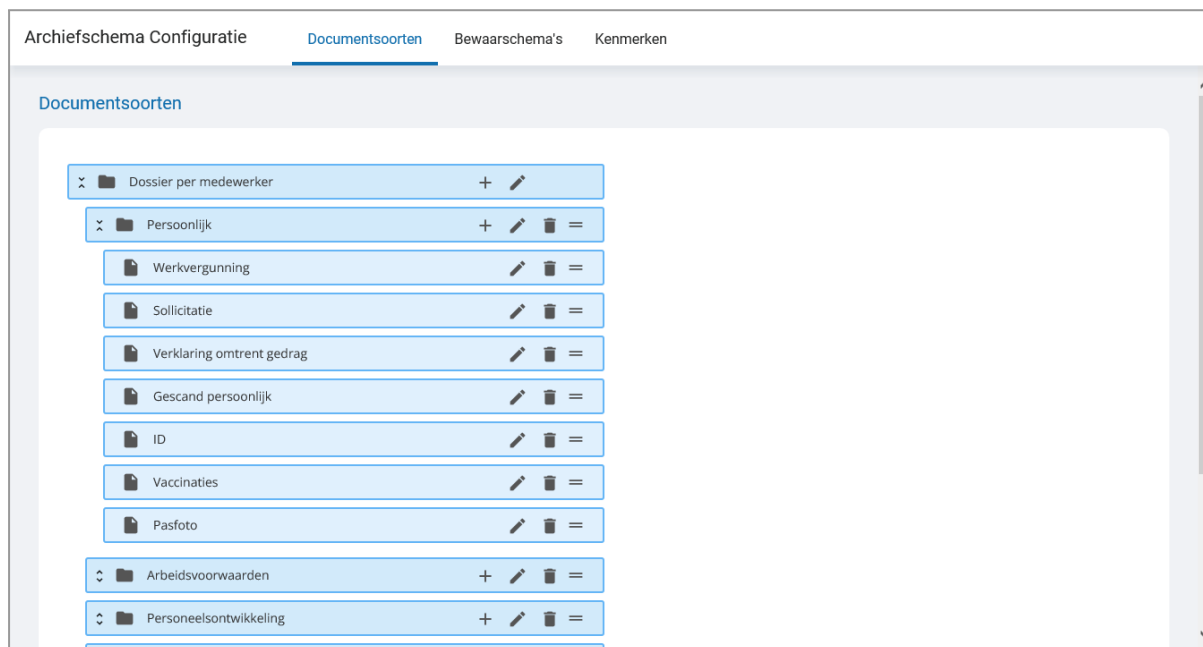 Archiefschema Configuratie Documentsoorten Bewaarschema's Kenmerken
Documentsoorten
Dossier per medewerker
Persoonlijk
Werkvergunning
Sollicitatie
Verklaring omtrent gedrag
Gescand persoonlijk
ID
Vaccinaties
Pasfoto
Arbeidsvoorwaarden
Personeelsontwikkeling